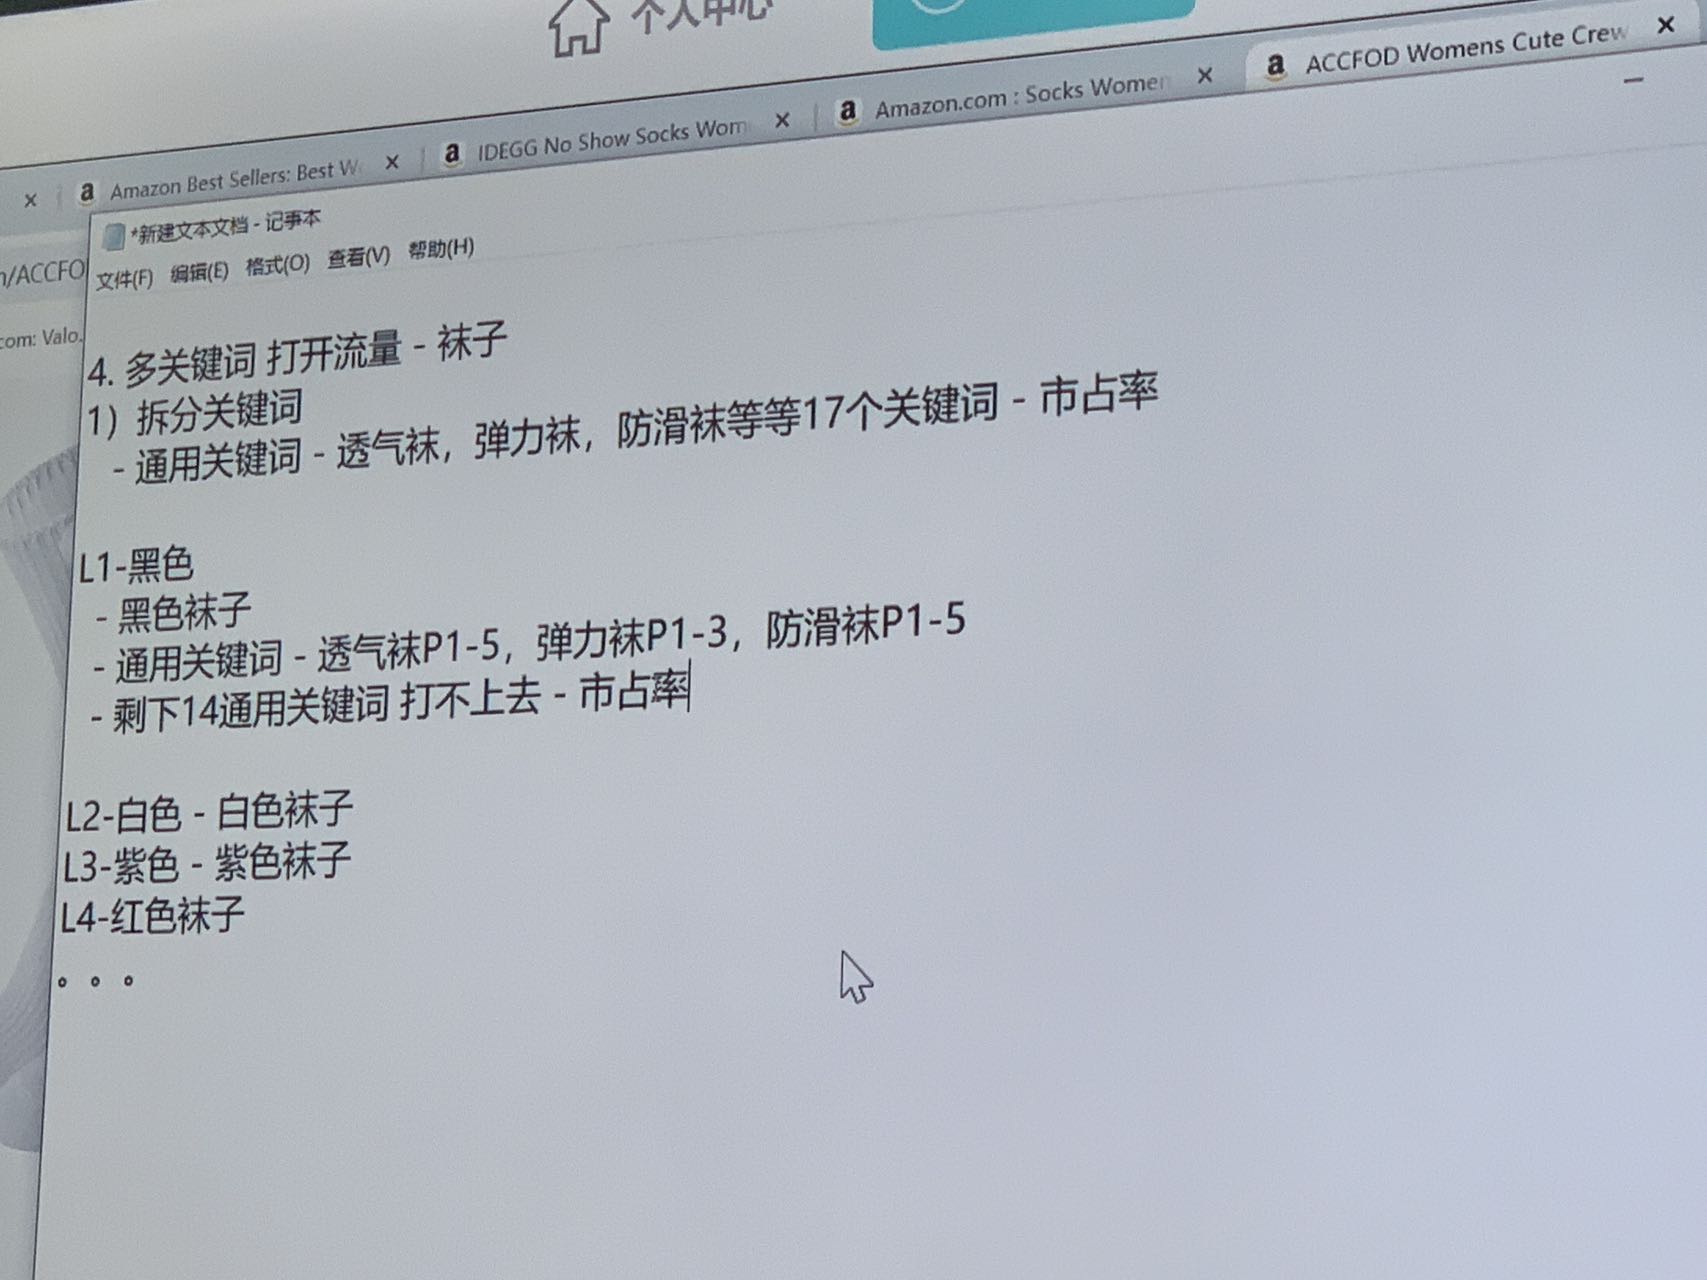 个人中心
ACCFOD Womens Cute Crew
Amazon.com : Socks Women
IDEGG No Show Socks Wom
Amazon Best Sellers: Best W
*新建文本文档 - 记事本
文件(F) 编辑(E) 格式(O) 查看(V) 帮助(H)
/ACCFO
com: Valo.
4. 多关键词 打开流量 - 袜子
1）拆分关键词
- 通用关键词 - 透气袜，弹力袜，防滑袜等等17个关键词 - 市占率
L1-黑色
- 黑色袜子
- 通用关键词 - 透气袜P1-5，弹力袜P1-3，防滑袜P1-5
- 剩下14通用关键词 打不上去 - 市占率
L2-白色 - 白色袜子
L3-紫色 - 紫色袜子
L4-红色袜子
。。。